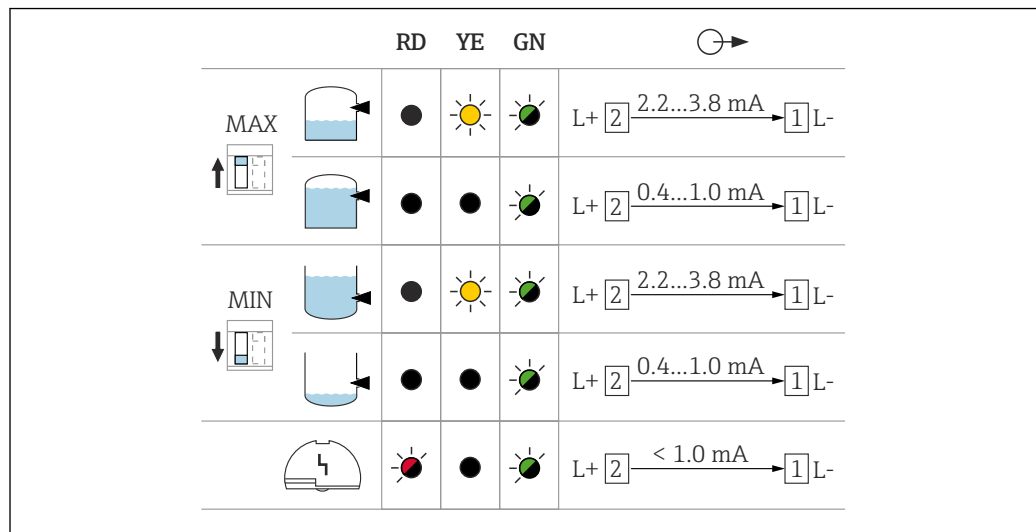 RD YE GN
MAX
L+ 2 2.2...3.8 mA 1 L-
L+ 2 0.4...1.0 mA 1 L-
MIN
L+ 2 2.2...3.8 mA 1 L-
L+ 2 0.4...1.0 mA 1 L-
L+ 2 < 1.0 mA 1 L-